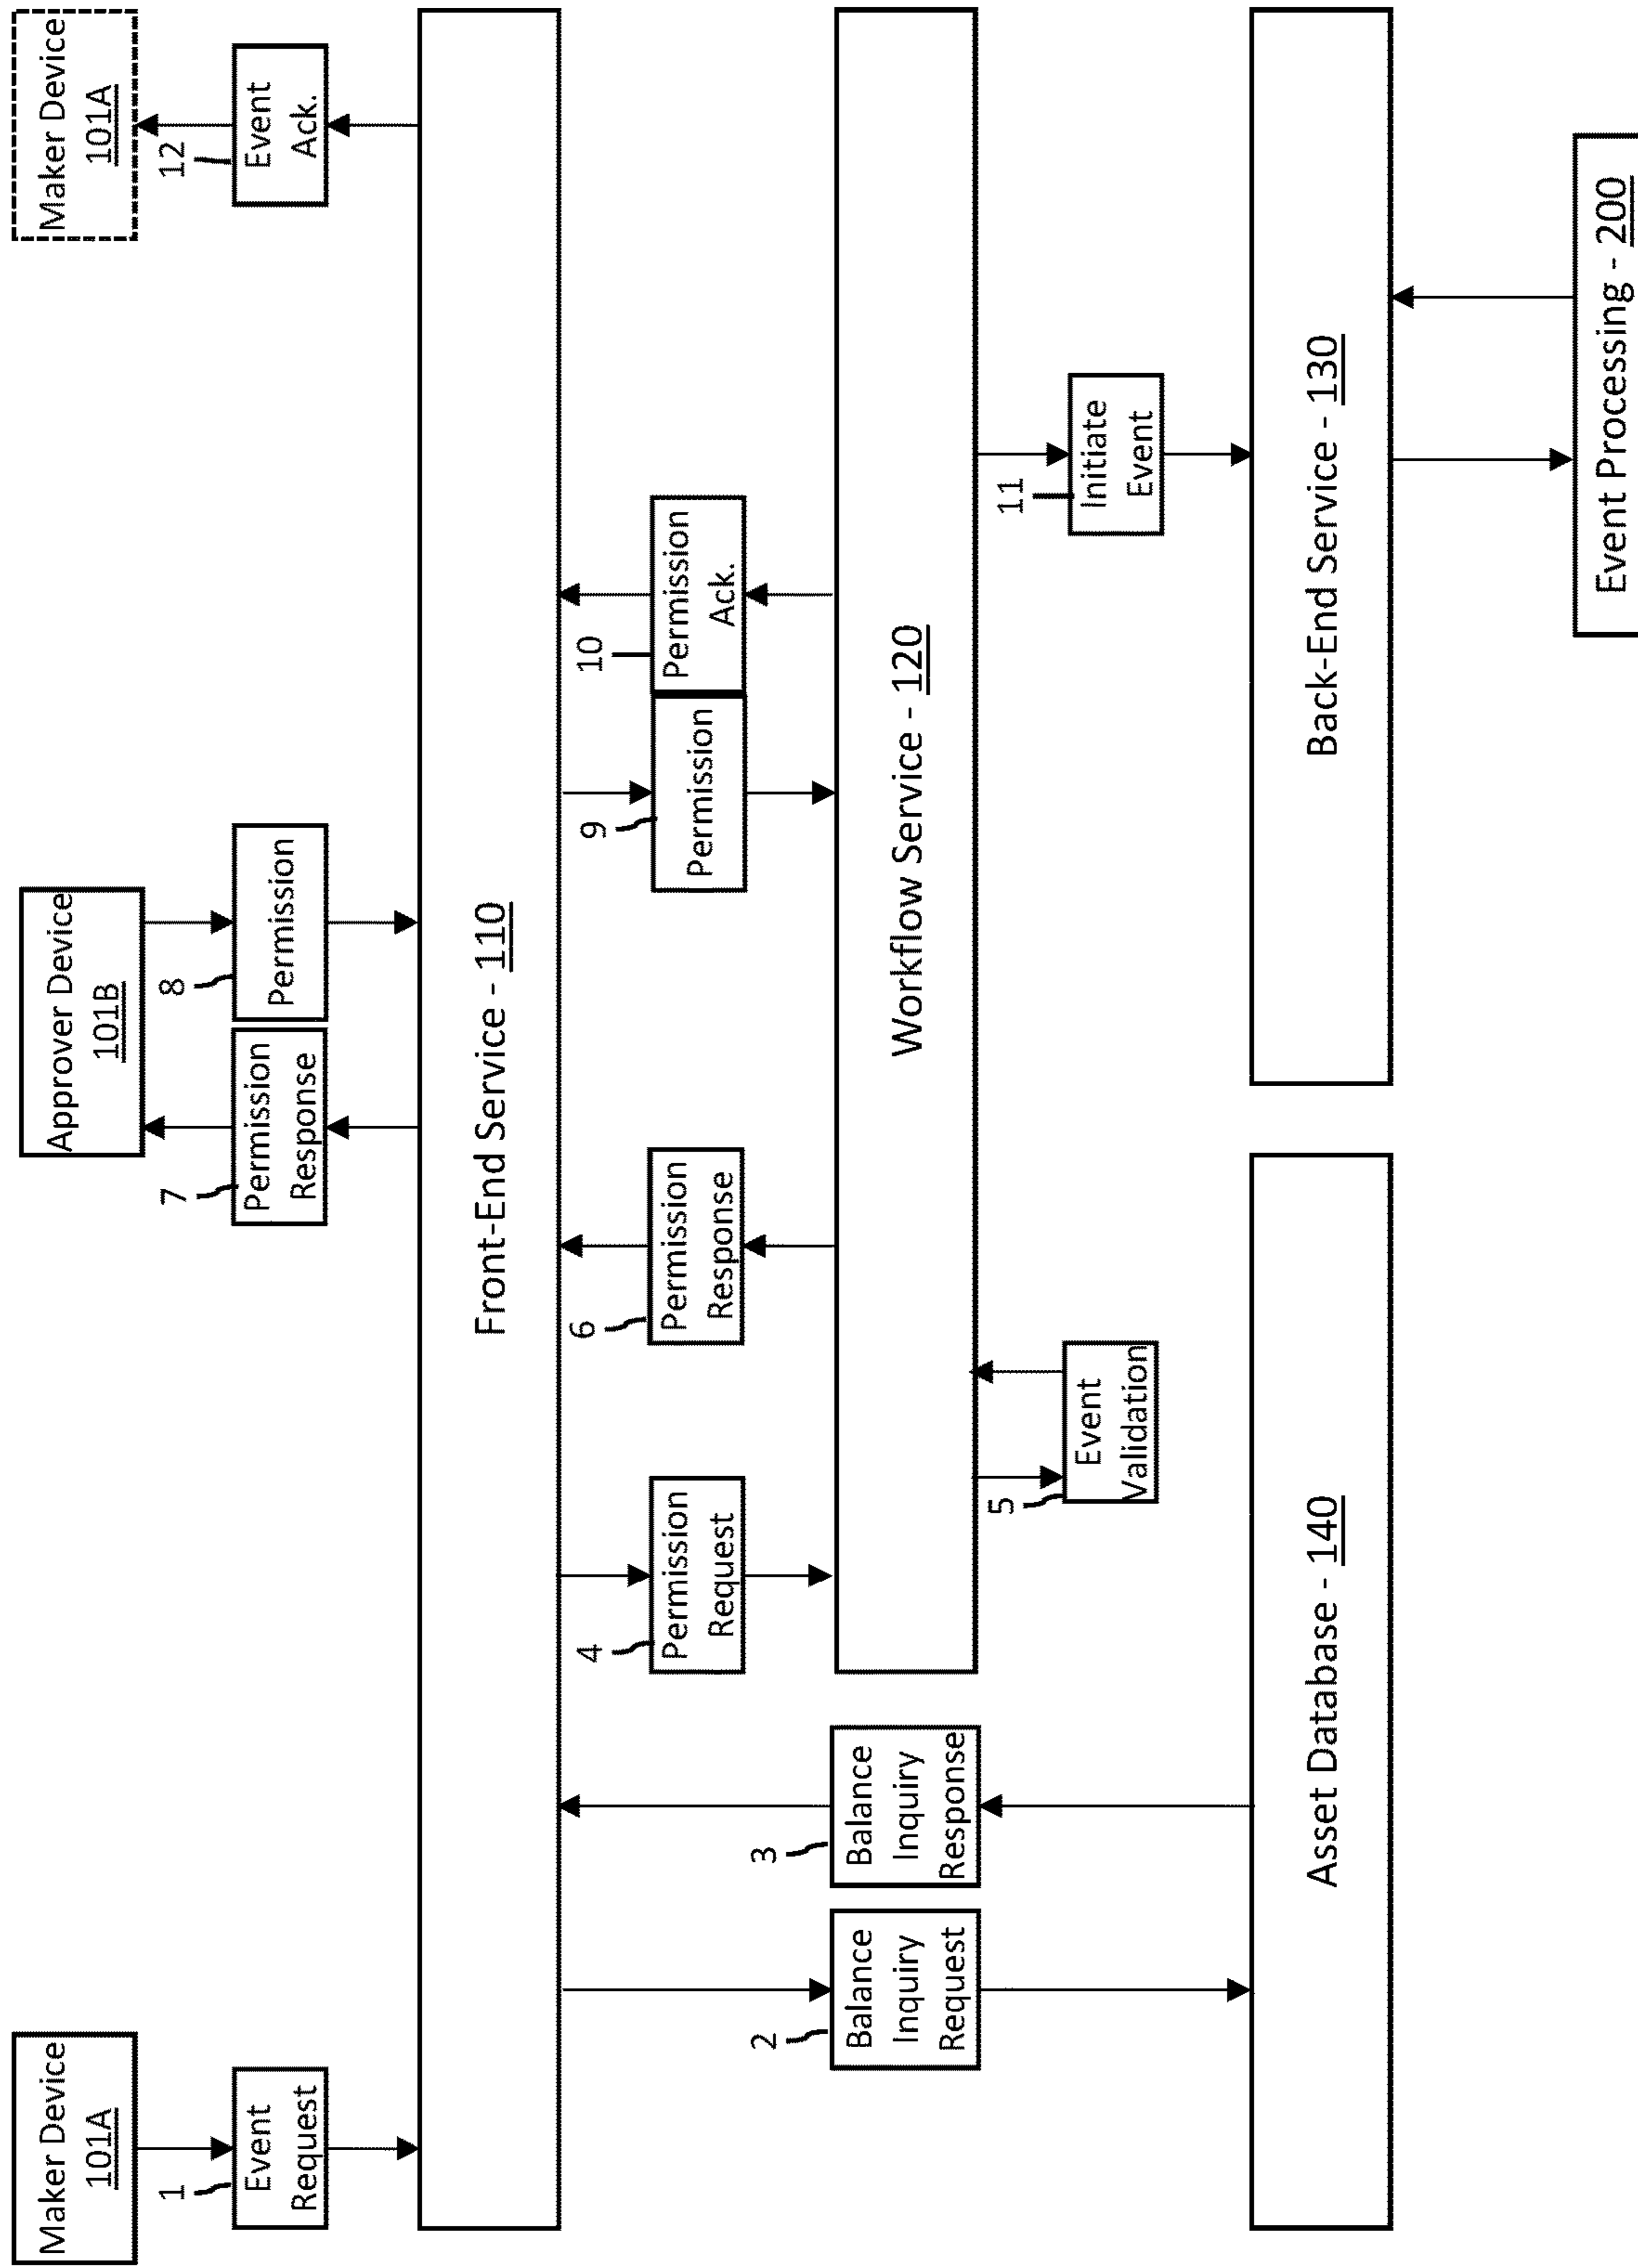 Maker Device
101A
1
Event
Request
2
Balance
Inquiry
Request
3
Balance
Inquiry
Response
4
Permission
Request
5
Event
Validation
6
Permission
Response
7
Permission
Response
Approver Device
101B
8
Permission
9
Permission
10
Permission
Ack.
11
Initiate
Event
12
Event
Ack.
Maker Device
101A
Front-End Service - 110
Workflow Service - 120
Asset Database - 140
Back-End Service - 130
Event Processing - 200